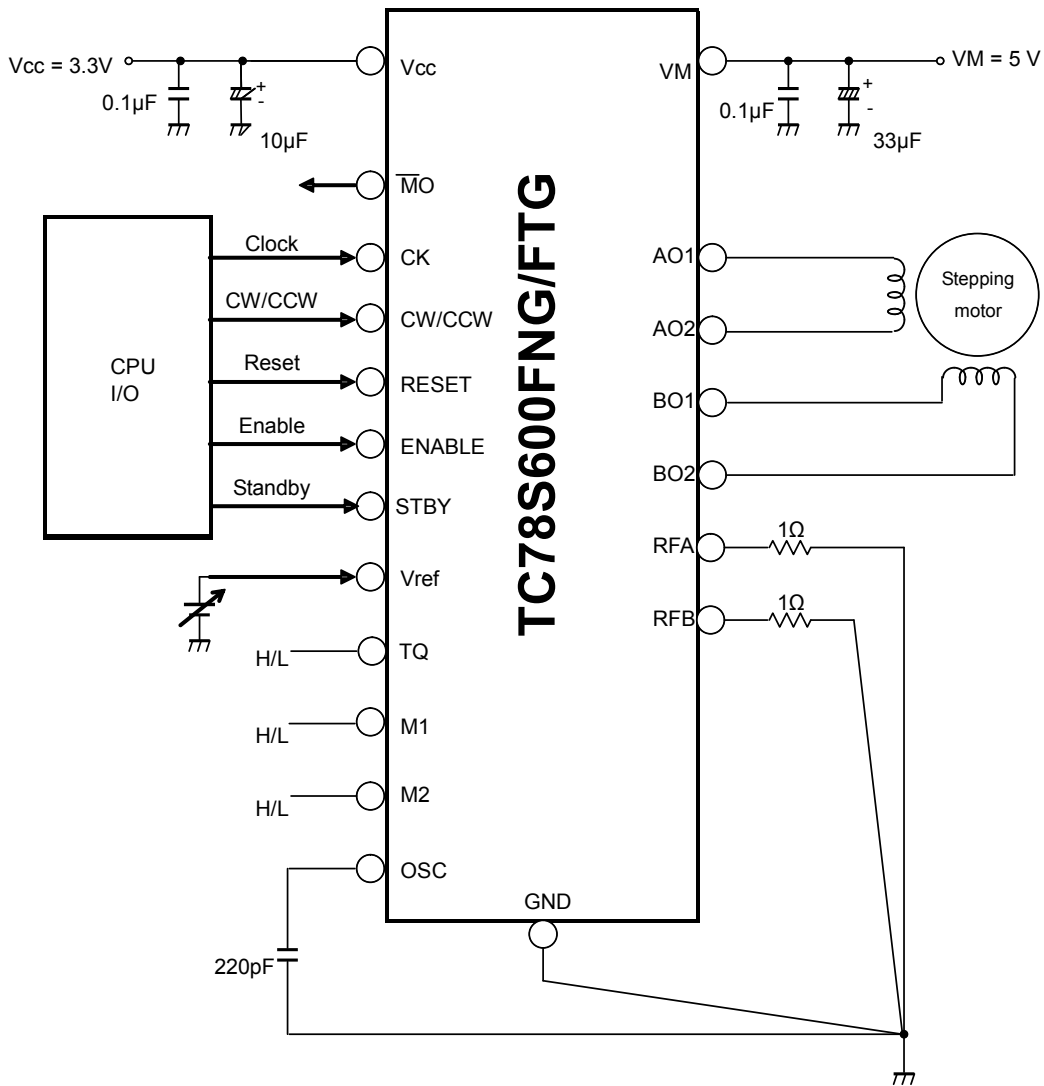 Vcc = 3.3V
0.1µF
+
-
10µF
Vcc
VM
VM = 5 V
0.1µF
+
-
33µF
M̅O
TC78S600FNG/FTG
CPU
I/O
Clock
CK
CW/CCW
CW/CCW
Reset
RESET
Enable
ENABLE
Standby
STBY
Vref
H/L
TQ
H/L
M1
H/L
M2
OSC
220pF
GND
AO1
AO2
BO1
BO2
Stepping
motor
RFA
1Ω
RFB
1Ω